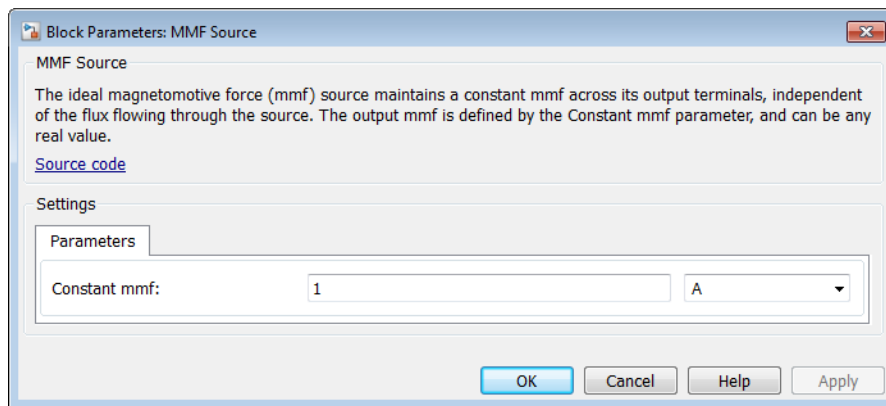 Block Parameters: MMF Source
MMF Source
The ideal magnetomotive force (mmf) source maintains a constant mmf across its output terminals, independent
of the flux flowing through the source. The output mmf is defined by the Constant mmf parameter, and can be any
real value.
Source code
Settings
Parameters
Constant mmf: 1 A
OK Cancel Help Apply